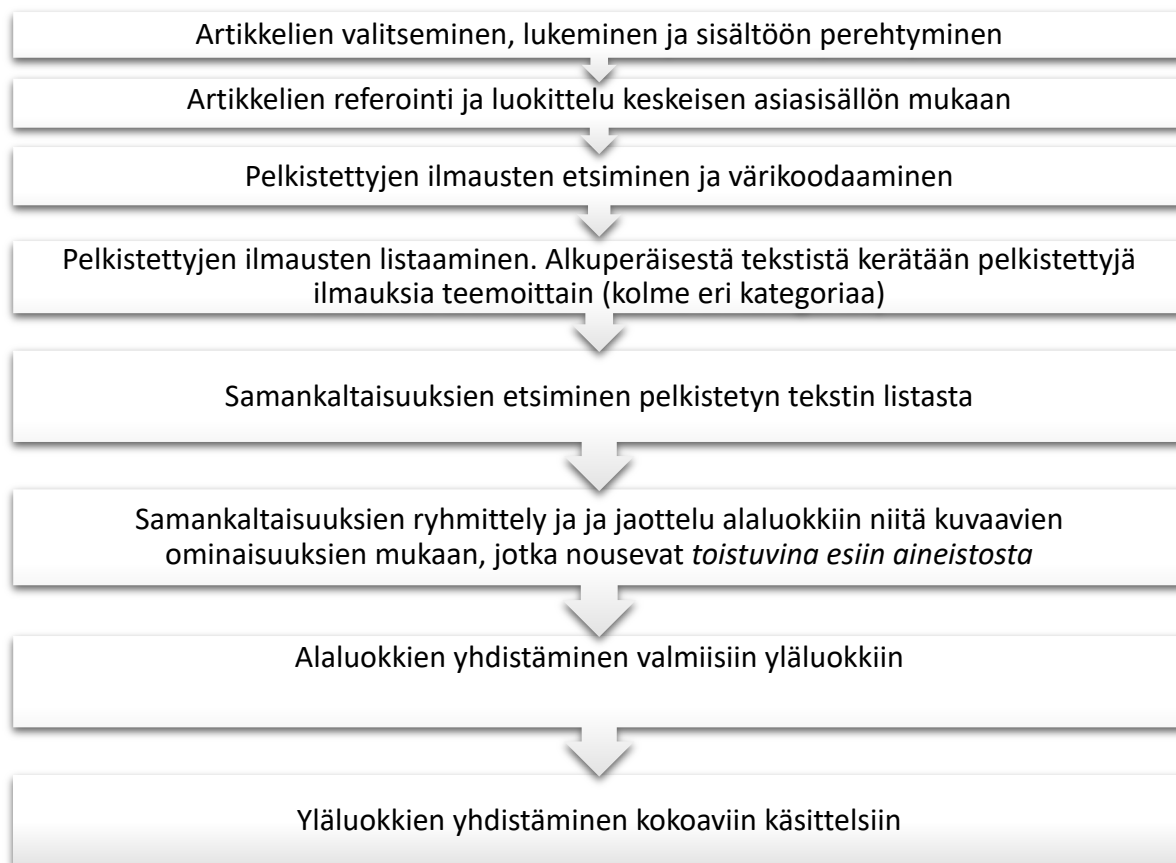 Artikkelien valitseminen, lukeminen ja sisältöön perehtyminen
Artikkelien referointi ja luokittelu keskeisen asiasisällön mukaan
Pelkistettyjen ilmausten etsiminen ja värikoodaaminen
Pelkistettyjen ilmausten listaaminen. Alkuperäisestä tekstistä kerätään pelkistettyjä
ilmauksia teemoittain (kolme eri kategoriaa)
Samankaltaisuuksien etsiminen pelkistetyn tekstin listasta
Samankaltaisuuksien ryhmittely ja ja jaottelu alaluokkiin niitä kuvaavien
ominaisuuksien mukaan, jotka nousevat toistuvina esiin aineistosta
Alaluokkien yhdistäminen valmiisiin yläluokkiin
Yläluokkien yhdistäminen kokoaviin käsittelsiin